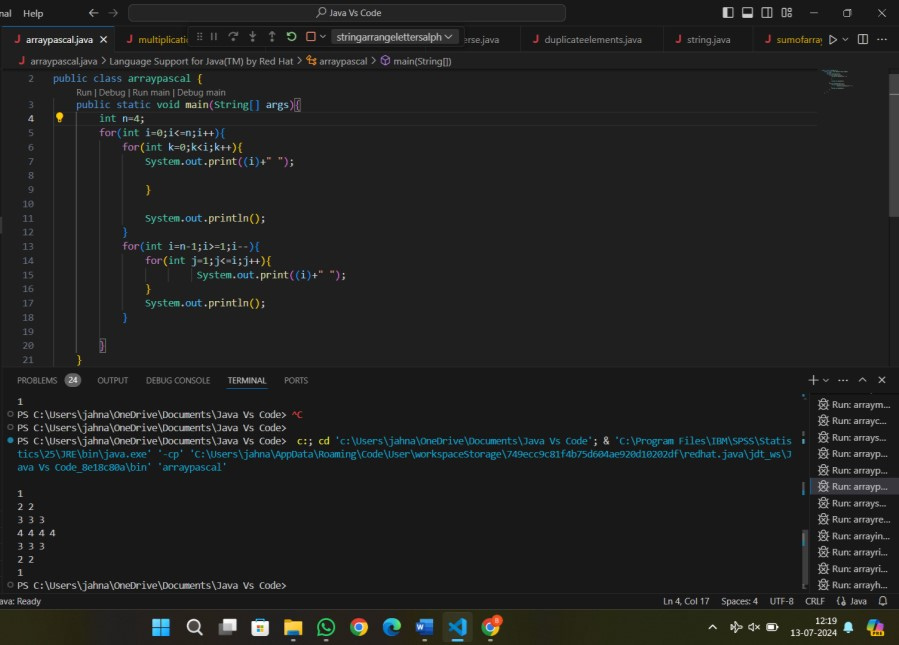 nal Help
Java Vs Code
J arraypascal.java
J multiplicatio
stringarrangelettersalph
erse.java
J duplicateelements.java
J string.java
J sumofarray
J arraypascal.java > Language Support for Java(TM) by Red Hat > arraypascal > main(String[])
2 public class arraypascal {
Run | Debug | Run main | Debug main
3 public static void main(String[] args){
4 int n=4;
5 for(int i=0;i<=n;i++){
6 for(int k=0;k<i;k++){
7 System.out.print((i)+" ");
8
9 }
10
11 System.out.println();
12 }
13 for(int i=n-1;i>=1;i--){
14 for(int j=1;j<=i;j++){
15 System.out.print((i)+" ");
16 }
17 System.out.println();
18 }
19
20 }
21 }
PROBLEMS 24 OUTPUT DEBUG CONSOLE TERMINAL PORTS
1
PS C:\Users\jahna\OneDrive\Documents\Java Vs Code> ^C
PS C:\Users\jahna\OneDrive\Documents\Java Vs Code>
PS C:\Users\jahna\OneDrive\Documents\Java Vs Code> c:; cd 'c:\Users\jahna\OneDrive\Documents\Java Vs Code'; & 'C:\Program Files\IBM\SPSS\Statis
tics\25\JRE\bin\java.exe' '-cp' 'C:\Users\jahna\AppData\Roaming\Code\User\workspaceStorage\749ecc9c81f4b75d604ae920d10202df\redhat.java\jdt_ws\J
ava Vs Code_8e18c80a\bin' 'arraypascal'
1
2 2
3 3 3
4 4 4 4
3 3 3
2 2
1
PS C:\Users\jahna\OneDrive\Documents\Java Vs Code>
Run: arraym...
Run: arrayc...
Run: arrays...
Run: arrayp...
Run: arrayp...
Run: arrayp...
Run: arrays...
Run: arrayre...
Run: arrayin...
Run: arrayri...
Run: arrayri...
Run: arrayh...
ava: Ready
Ln 4, Col 17 Spaces: 4 UTF-8 CRLF {} Java
12:19
13-07-2024